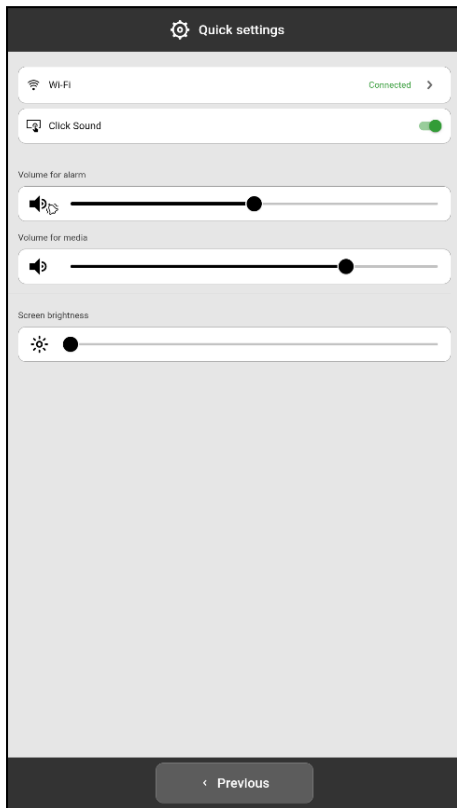 Quick settings
Wi-Fi Connected
Click Sound
Volume for alarm
Volume for media
Screen brightness
Previous